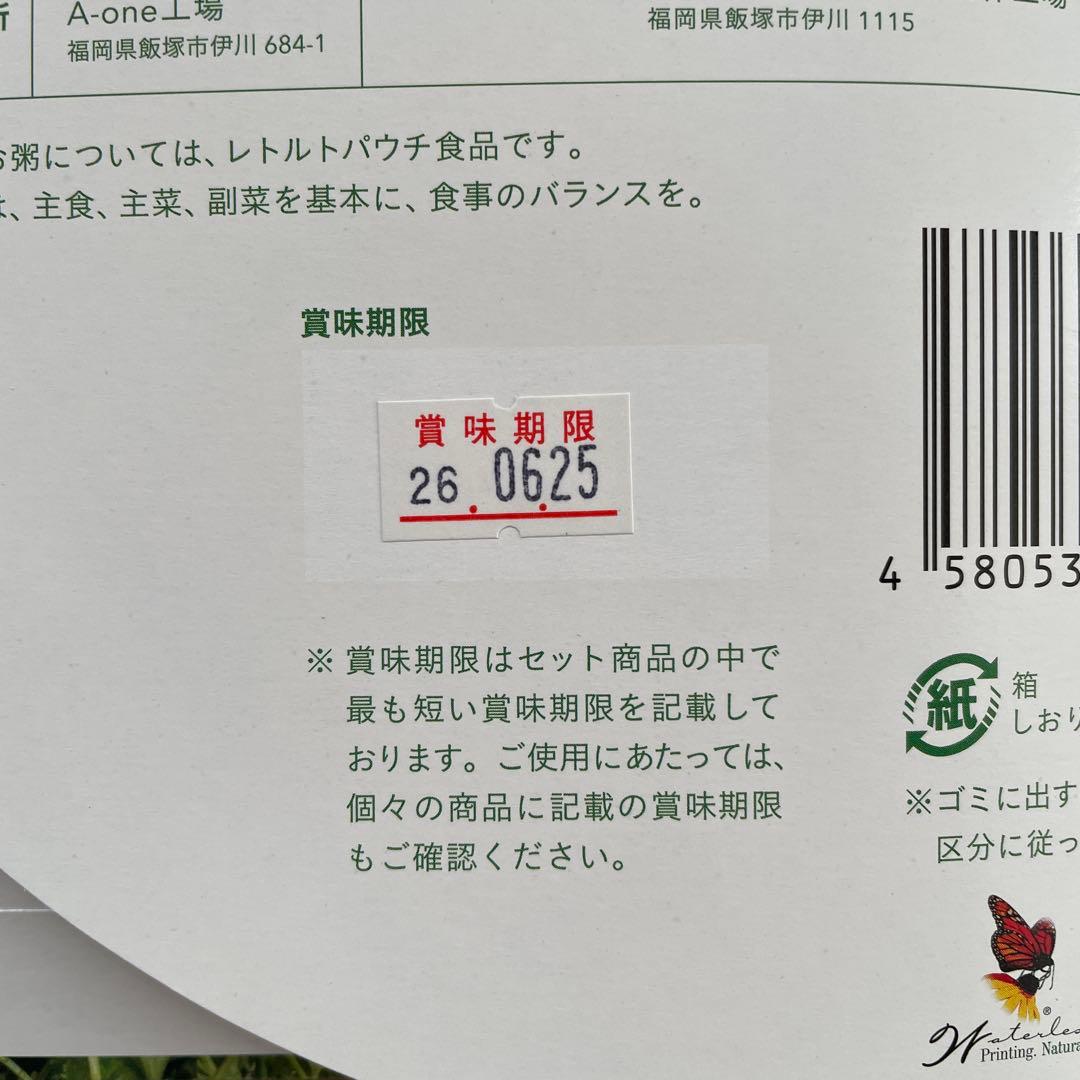 A-one工場
福岡県飯塚市伊川 684-1
福岡県飯塚市伊川 1115
お粥については、レトルトパウチ食品です。
は、主食、主菜、副菜を基本に、食事のバランスを。
賞味期限
賞味期限
26.06.25
※ 賞味期限はセット商品の中で
最も短い賞味期限を記載して
おります。ご使用にあたっては、
個々の商品に記載の賞味期限
もご確認ください。
4 58053
紙
箱
しおり
※ゴミに出す
区分に従っ
Waterles
®
Printing. Natura